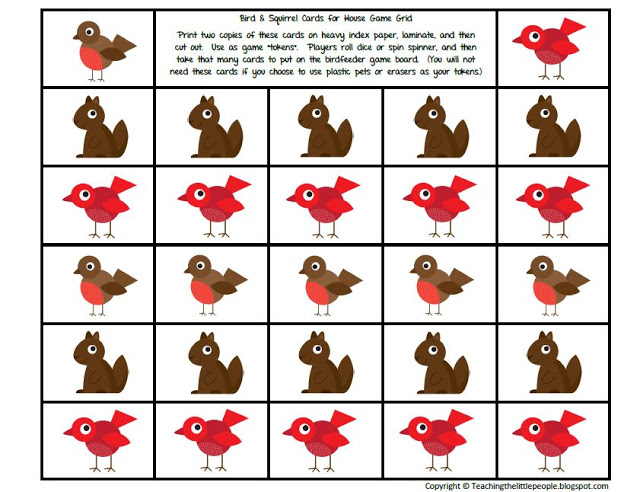 Bird & Squirrel Cards for House Game Grid
Print two copies of these cards on heavy index paper, laminate, and then
cut out. Use as game "tokens". Players roll dice or spin spinner, and then
take that many cards to put on the birdfeeder game board. (You will not
need these cards if you choose to use plastic pets or erasers as your tokens.)
Copyright © Teachingthelittlepeople.blogspot.com